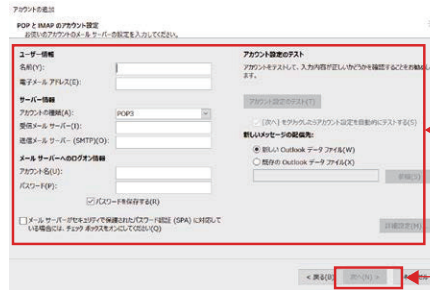 アカウントの追加
POP と IMAP のアカウント設定
お使いのアカウントのメール サーバーの設定を入力してください。
ユーザー情報
名前(Y):
電子メール アドレス(E):
サーバー情報
アカウントの種類(A):
POP3
受信メール サーバー(I):
送信メール サーバー (SMTP)(O):
メール サーバーへのログオン情報
アカウント名(U):
パスワード(P):
パスワードを保存する(R)
メール サーバーがセキュリティで保護されたパスワード認証 (SPA) に対応して
いる場合には、チェック ボックスをオンにしてください(Q)
アカウント設定のテスト
アカウントをテストして、入力内容が正しいかどうかを確認することをお勧めし
ます。
アカウント設定のテスト(T)
[次へ] をクリックしたらアカウント設定を自動的にテストする(S)
新しいメッセージの配信先:
新しい Outlook データ ファイル(W)
既存の Outlook データ ファイル(X)
参照(S)
詳細設定(M)
< 戻る(B)
次へ(N) >